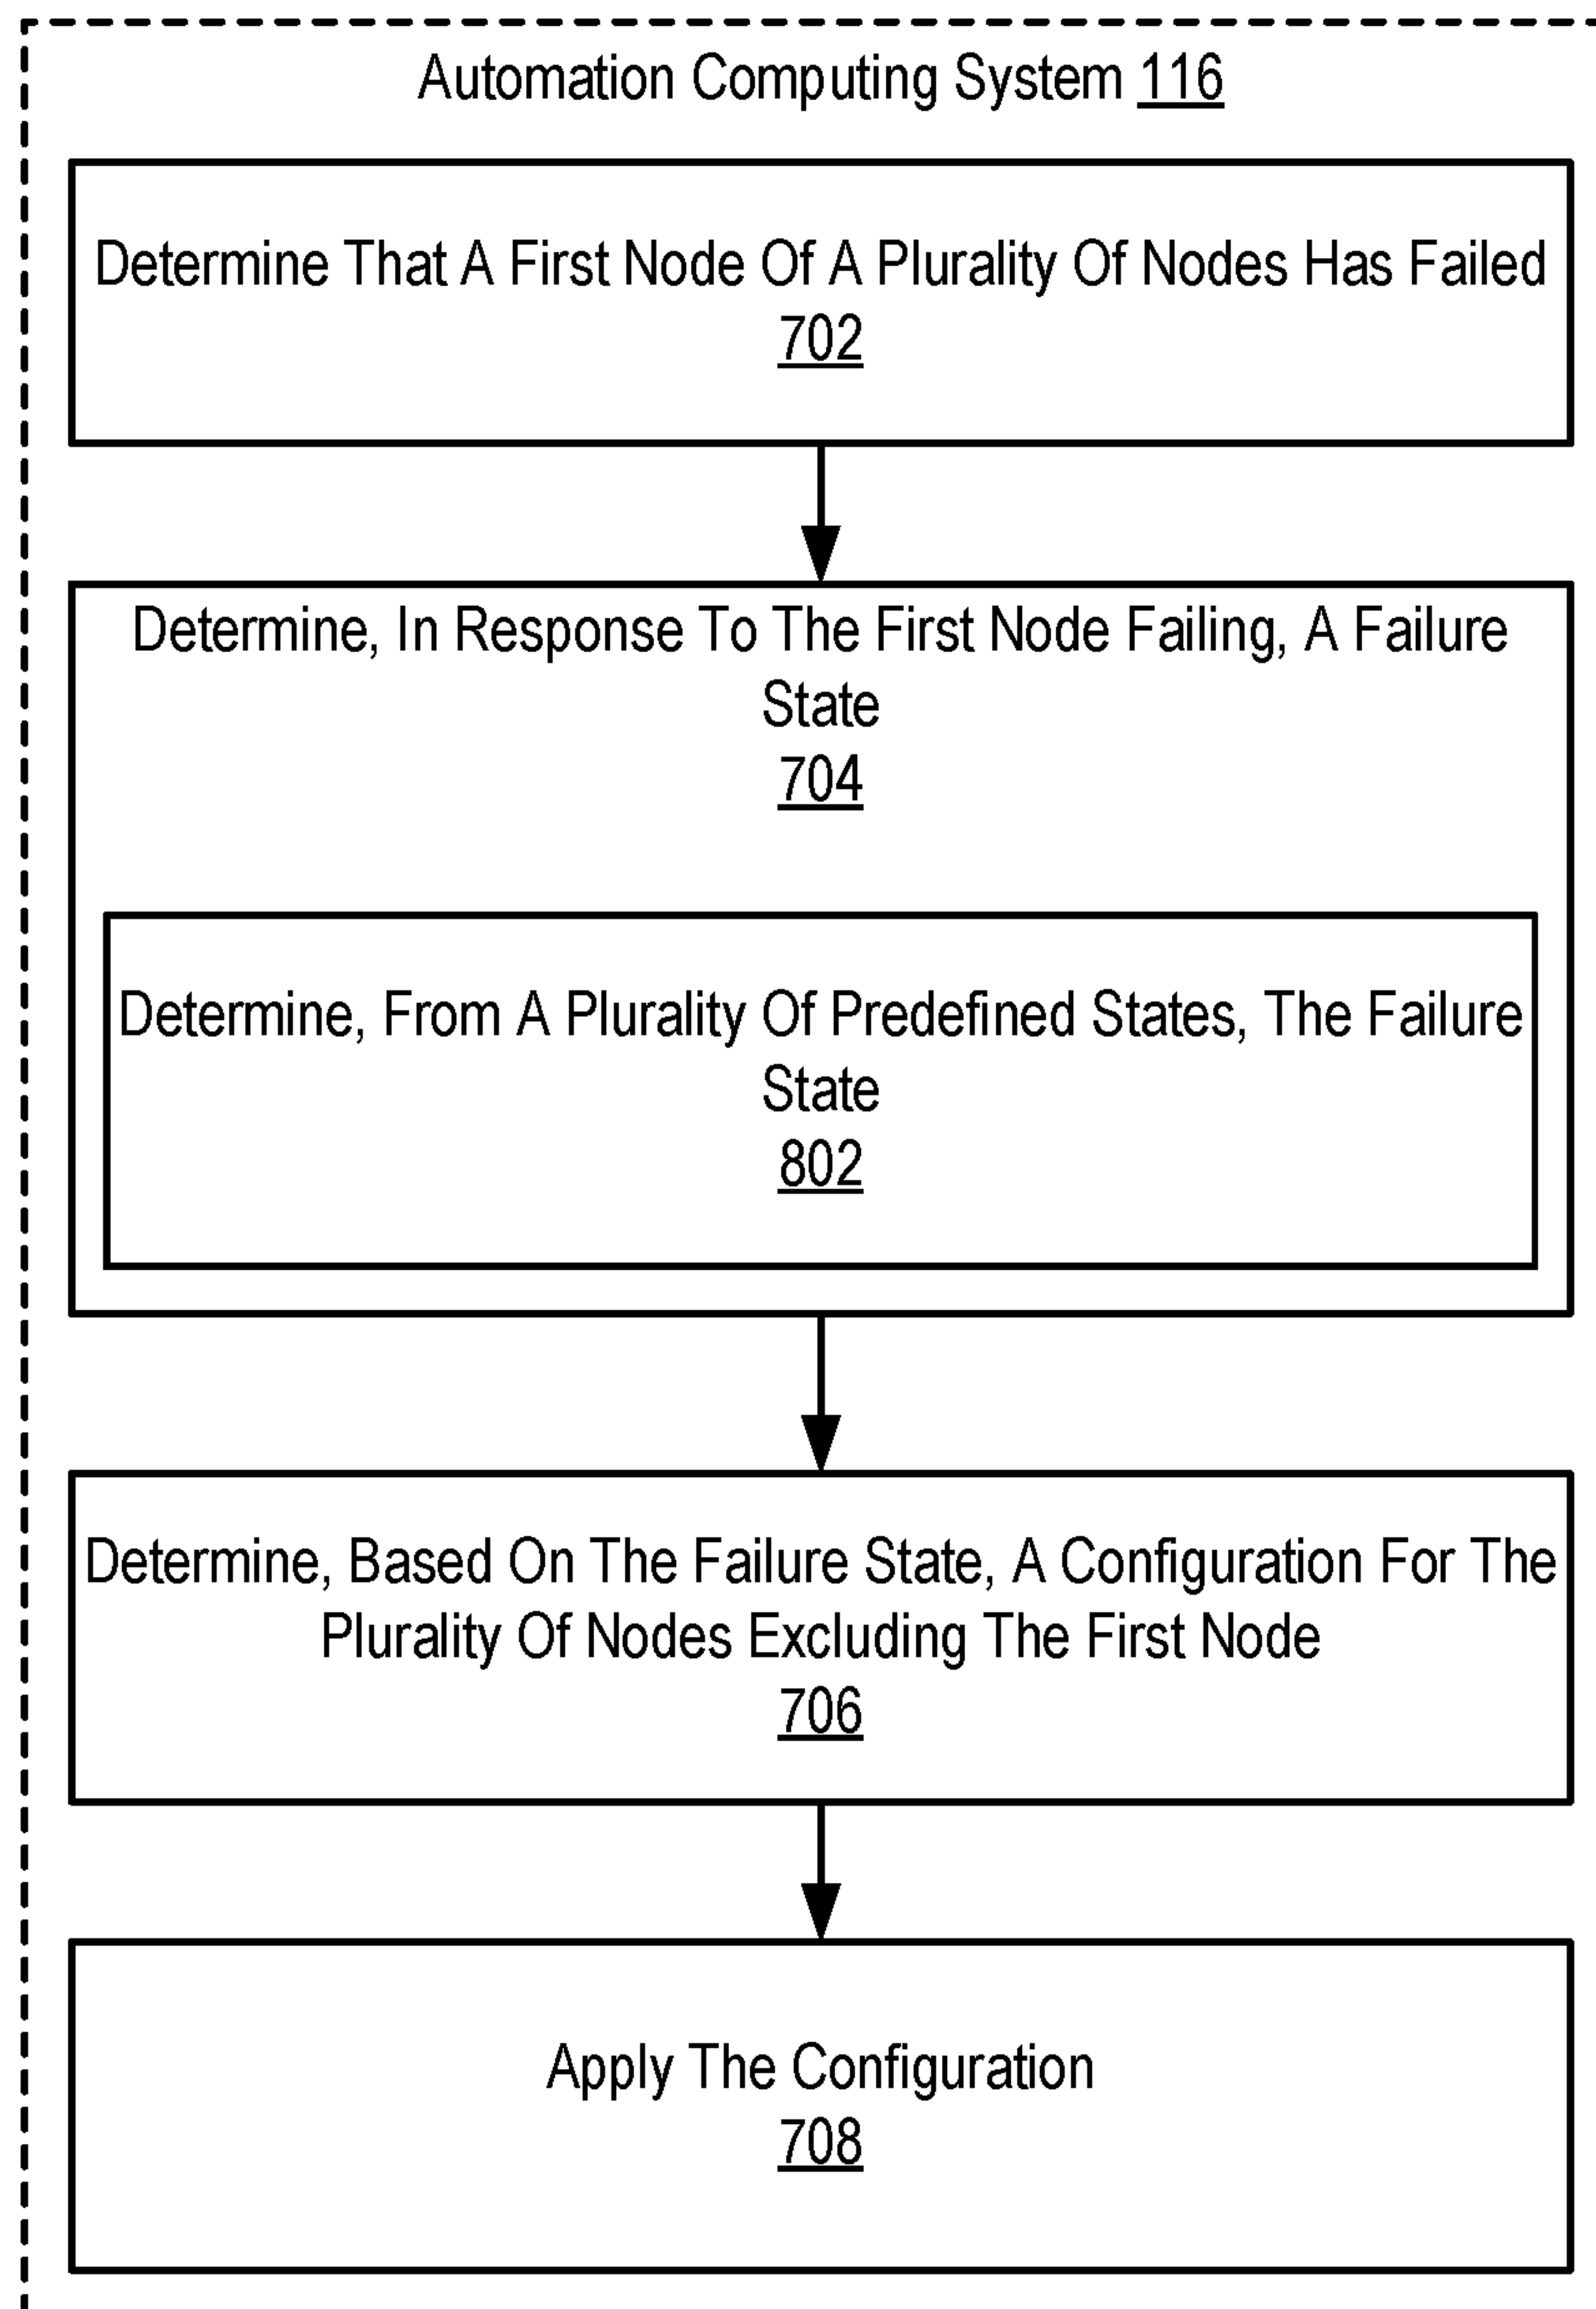 Automation Computing System 116
Determine That A First Node Of A Plurality Of Nodes Has Failed
702
Determine, In Response To The First Node Failing, A Failure
State
704
Determine, From A Plurality Of Predefined States, The Failure
State
802
Determine, Based On The Failure State, A Configuration For The
Plurality Of Nodes Excluding The First Node
706
Apply The Configuration
708